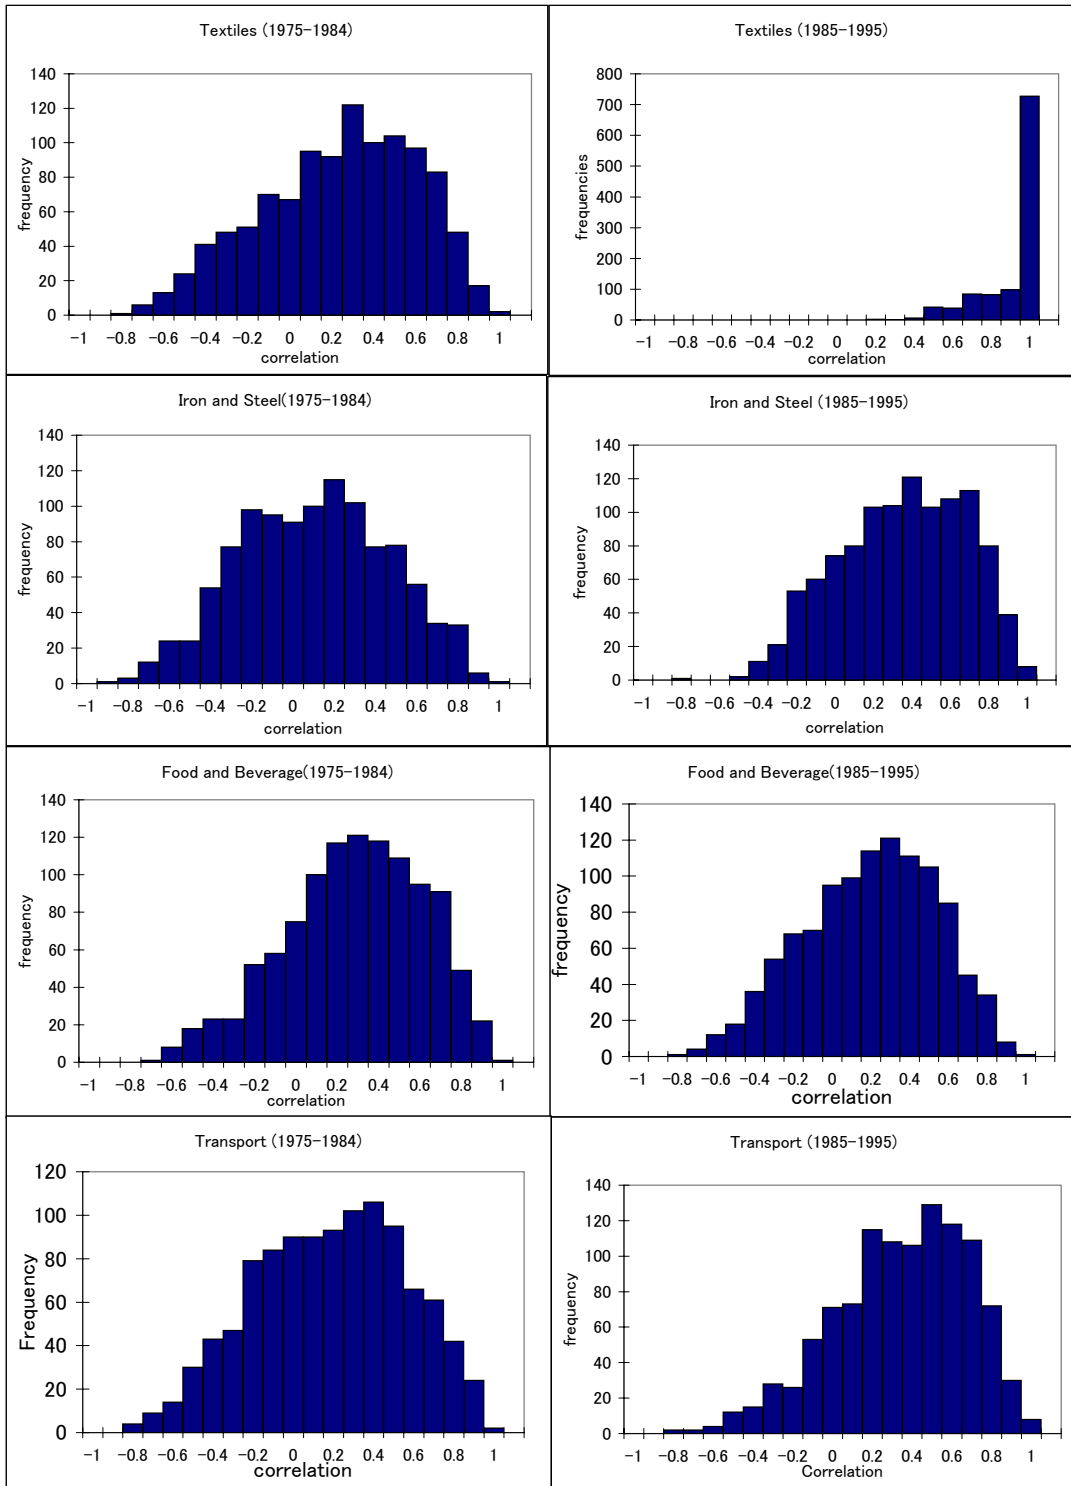 Textiles (1975-1984)
140
120
100
80
60
40
20
0
frequency
-1 -0.8 -0.6 -0.4 -0.2 0 0.2 0.4 0.6 0.8 1
correlation
Textiles (1985-1995)
800
700
600
500
400
300
200
100
0
frequencies
-1 -0.8 -0.6 -0.4 -0.2 0 0.2 0.4 0.6 0.8 1
correlation
Iron and Steel(1975-1984)
140
120
100
80
60
40
20
0
frequency
-1 -0.8 -0.6 -0.4 -0.2 0 0.2 0.4 0.6 0.8 1
correlation
Iron and Steel (1985-1995)
140
120
100
80
60
40
20
0
frequency
-1 -0.8 -0.6 -0.4 -0.2 0 0.2 0.4 0.6 0.8 1
correlation
Food and Beverage(1975-1984)
140
120
100
80
60
40
20
0
frequency
-1 -0.8 -0.6 -0.4 -0.2 0 0.2 0.4 0.6 0.8 1
correlation
Food and Beverage(1985-1995)
140
120
100
80
60
40
20
0
frequency
-1 -0.8 -0.6 -0.4 -0.2 0 0.2 0.4 0.6 0.8 1
correlation
Transport (1975-1984)
120
100
80
60
40
20
0
Frequency
-1 -0.8 -0.6 -0.4 -0.2 0 0.2 0.4 0.6 0.8 1
correlation
Transport (1985-1995)
140
120
100
80
60
40
20
0
frequency
-1 -0.8 -0.6 -0.4 -0.2 0 0.2 0.4 0.6 0.8 1
Correlation